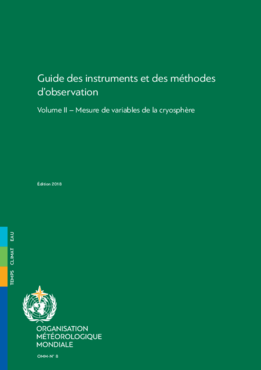 Guide des instruments et des méthodes
d'observation
Volume II – Mesure de variables de la cryosphère
Édition 2018
TEMPS CLIMAT EAU
ORGANISATION
MÉTÉOROLOGIQUE
MONDIALE
OMM-N° 8